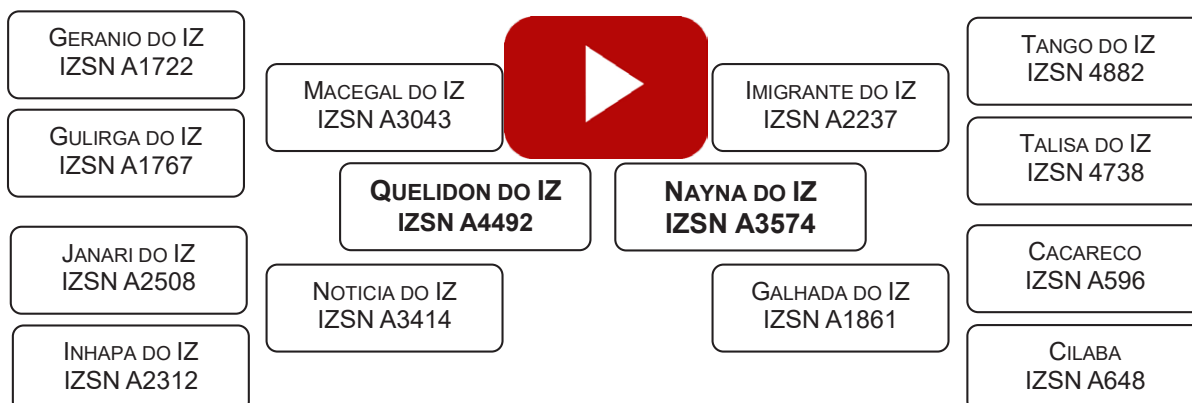 GERANIO DO IZ
IZSN A1722
GULIRGA DO IZ
IZSN A1767
JANARI DO IZ
IZSN A2508
INHAPA DO IZ
IZSN A2312
MACEGAL DO IZ
IZSN A3043
NOTICIA DO IZ
IZSN A3414
QUELIDON DO IZ
IZSN A4492
NAYNA DO IZ
IZSN A3574
IMIGRANTE DO IZ
IZSN A2237
GALHADA DO IZ
IZSN A1861
TANGO DO IZ
IZSN 4882
TALISA DO IZ
IZSN 4738
CACARECO
IZSN A596
CILABA
IZSN A648